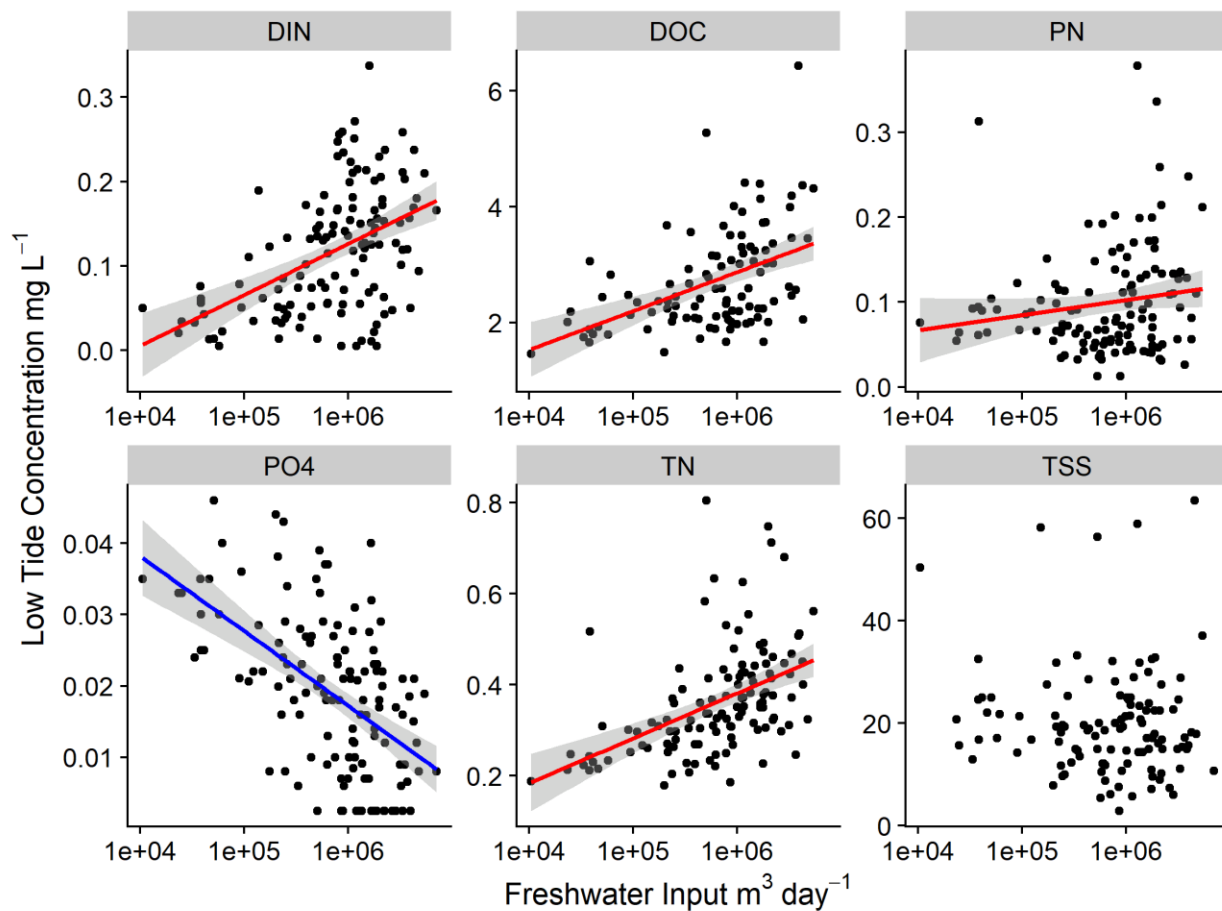 DIN
DOC
PN
0.3
0.2
0.1
0.0
6
4
2
0.3
0.2
0.1
0.0
1e+04 1e+05 1e+06
1e+04 1e+05 1e+06
1e+04 1e+05 1e+06
PO4
TN
TSS
0.04
0.03
0.02
0.01
0.8
0.6
0.4
0.2
60
40
20
0
1e+04 1e+05 1e+06
1e+04 1e+05 1e+06
1e+04 1e+05 1e+06
Low Tide Concentration mg L⁻¹
Freshwater Input m³ day⁻¹